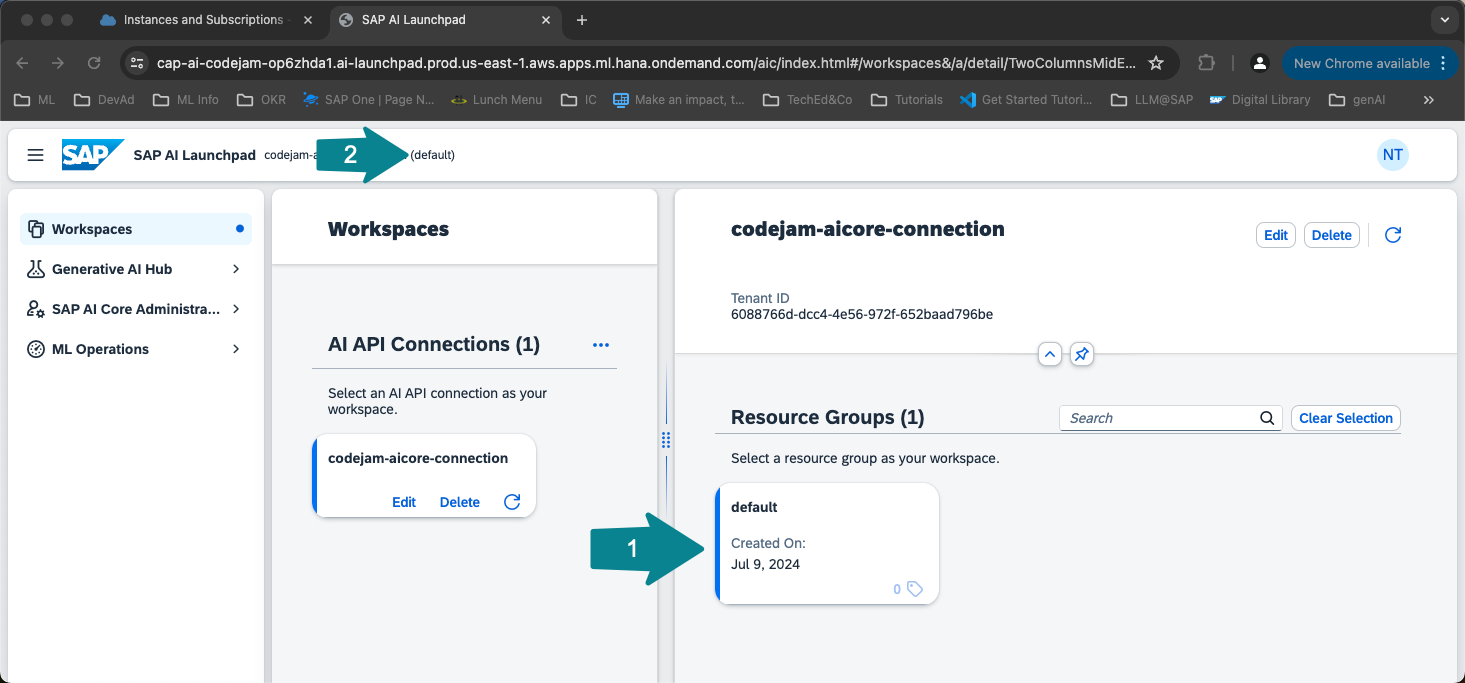 Instances and Subscriptions
SAP AI Launchpad
cap-ai-codejam-op6zhda1.ai-launchpad.prod.us-east-1.aws.apps.ml.hana.ondemand.com/aic/index.html#/workspaces&/a/detail/TwoColumnsMidE...
New Chrome available
ML
DevAd
ML Info
OKR
SAP One | Page N...
Lunch Menu
IC
Make an impact, t...
TechEd&Co
Tutorials
Get Started Tutori...
LLM@SAP
Digital Library
genAI
SAP
SAP AI Launchpad
codejam-a
2
(default)
NT
Workspaces
Generative AI Hub
SAP AI Core Administra...
ML Operations
Workspaces
AI API Connections (1)
Select an AI API connection as your
workspace.
codejam-aicore-connection
Edit
Delete
codejam-aicore-connection
Edit
Delete
Tenant ID
6088766d-dcc4-4e56-972f-652baad796be
Resource Groups (1)
Search
Clear Selection
Select a resource group as your workspace.
1
default
Created On:
Jul 9, 2024
0